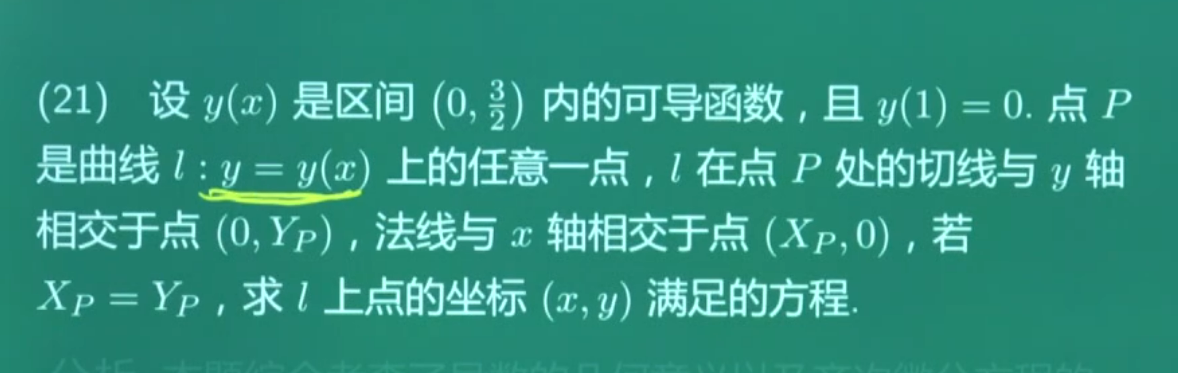 (21) 设 y(x) 是区间 (0, 3/2) 内的可导函数，且 y(1) = 0. 点 P
是曲线 l : y = y(x) 上的任意一点，l 在点 P 处的切线与 y 轴
相交于点 (0, Y_P)，法线与 x 轴相交于点 (X_P, 0)，若
X_P = Y_P，求 l 上点的坐标 (x, y) 满足的方程.